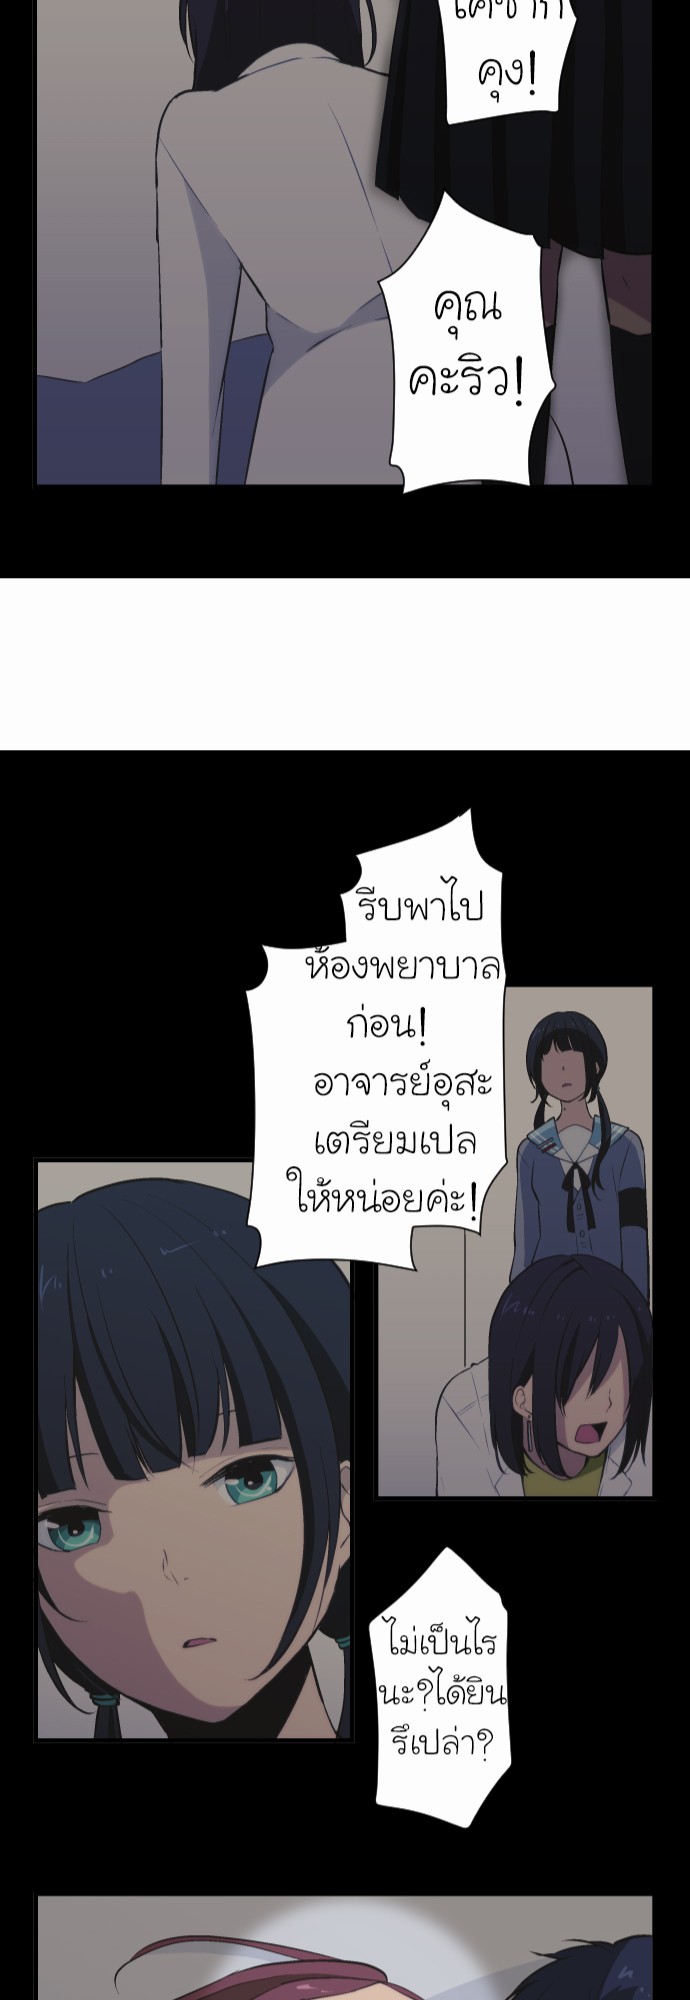 คุง!
คุณ
คะริว!
รีบพาไป
ห้องพยาบาล
ก่อน!
อาจารย์อุสะ
เตรียมเปล
ให้หน่อยค่ะ!
ไม่เป็นไร
นะ?ได้ยิน
รึเปล่า?